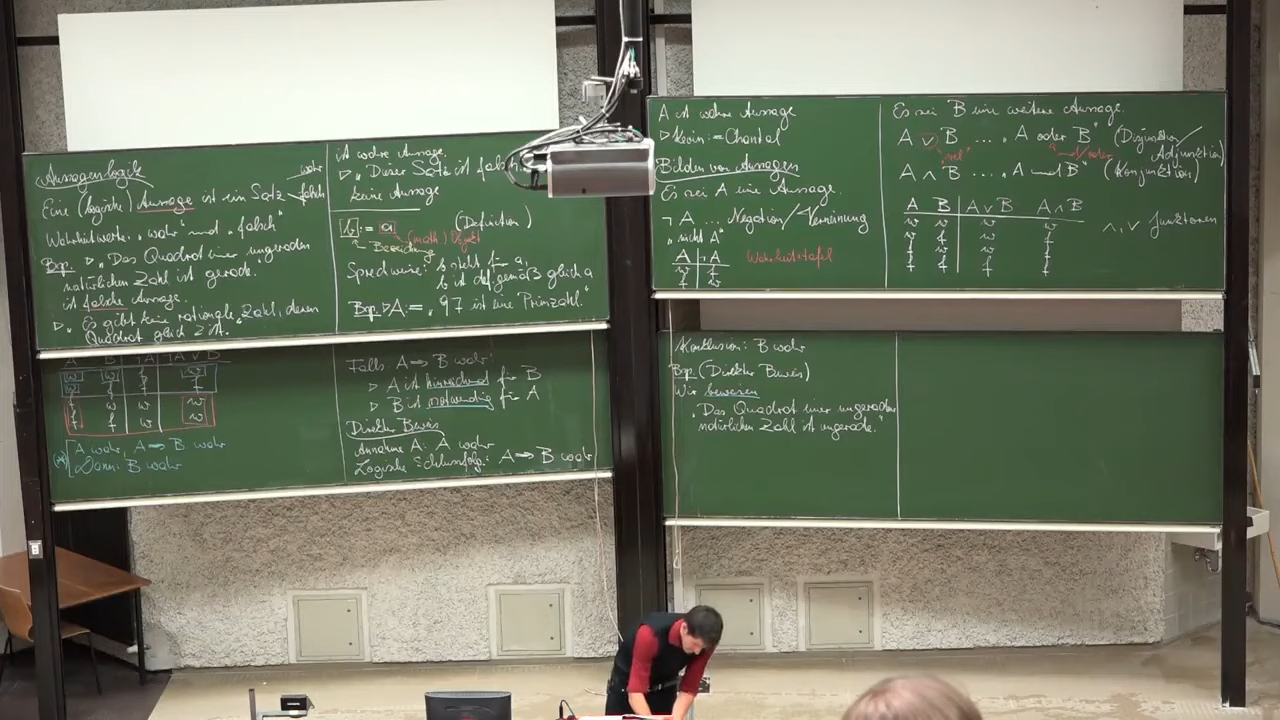 Aussagenlogik
wahr
Eine (logische) Aussage ist ein Satz
falsch
Wahrheitswerte: „wahr" und „falsch"
Bsp. ▷ „Das Quadrat einer ungeraden
natürlichen Zahl ist gerade."
ist falsche Aussage.
▷ „Es gibt keine rationale Zahl, deren
Quadrat gleich 2 ist."
ist wahre Aussage.
▷ „Dieser Satz ist falsch
keine Aussage
b := a (Definition)
(math.) Objekt
Bezeichnung
Sprechweise: b steht für a,
b ist def. gemäß gleich a
Bsp. ▷ A := „97 ist eine Primzahl."
A ist wahre Aussage
▷ Kevin := Chantal
Bilden von Aussagen
Es sei A eine Aussage.
¬A ... Negation/Verneinung
„nicht A"
A | ¬A
w | f
f | w
Wahrheitstafel
Es sei B eine weitere Aussage.
A ∨ B .... „A oder B" (Disjunktion/
Adjunktion)
„vel"
A ∧ B .... „A und B" (Konjunktion)
A B | A∨B A∧B
w w | w w
w f | w f
f w | w f
f f | f f
∧, ∨ Junktoren
A B | ¬A | ¬A ∨ B
w w f w
w f f f
f w w w
f f w w
(*) A wahr, A ⇒ B wahr
Dann: B wahr
Falls A ⇒ B wahr:
▷ A ist hinreichend für B
▷ B ist notwendig für A
Direkter Beweis
Annahme A: A wahr
Logische Schlussfolg.: A ⇒ B wahr
Konklusion: B wahr
Bsp. (Direkter Beweis)
Wir beweisen
„Das Quadrat einer ungeraden
natürlichen Zahl ist ungerade."